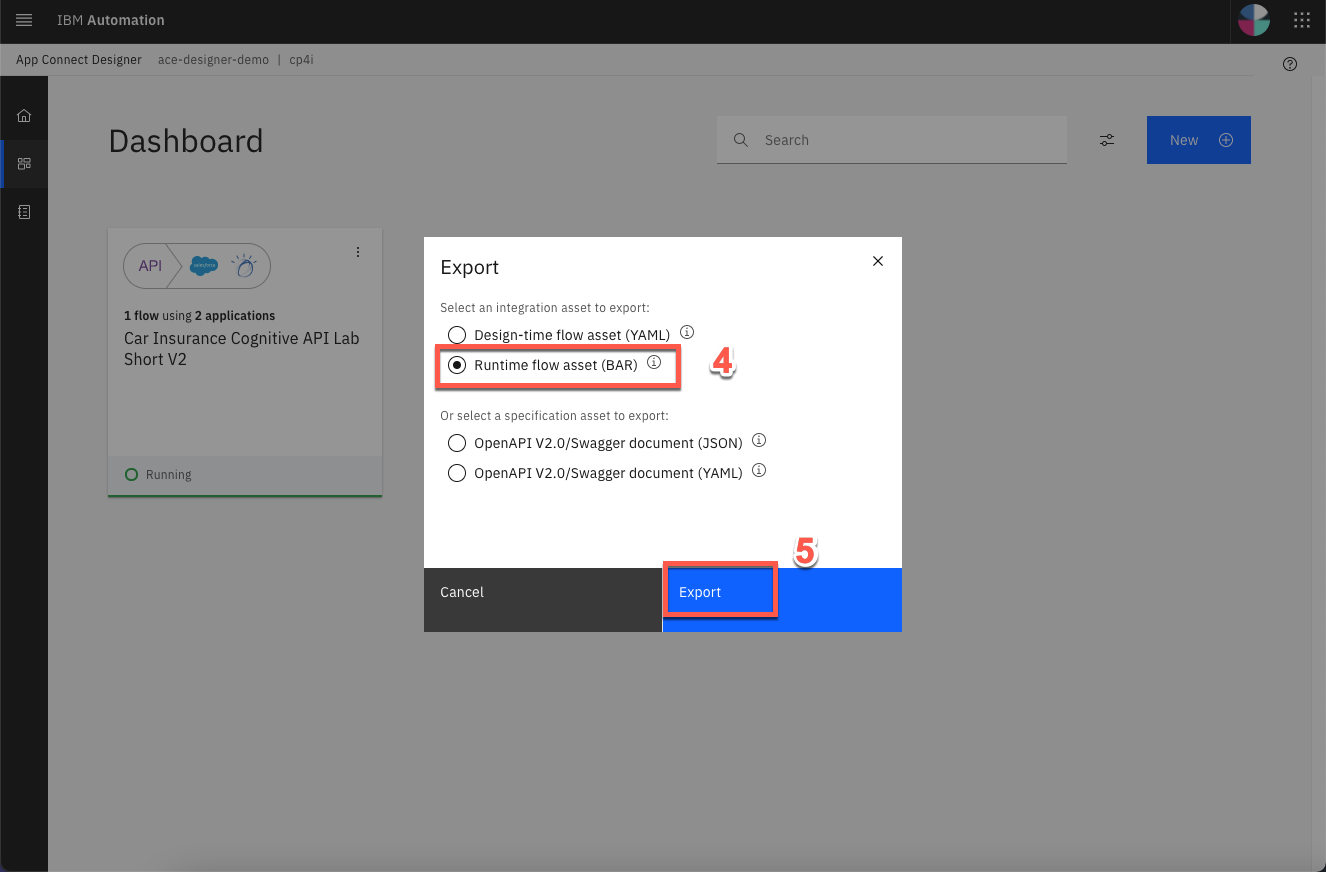 IBM Automation
App Connect Designer ace-designer-demo | cp4i
Dashboard
Search
New
API
salesforce
1 flow using 2 applications
Car Insurance Cognitive API Lab
Short V2
Running
Export
Select an integration asset to export:
Design-time flow asset (YAML)
Runtime flow asset (BAR)
4
Or select a specification asset to export:
OpenAPI V2.0/Swagger document (JSON)
OpenAPI V2.0/Swagger document (YAML)
5
Cancel
Export